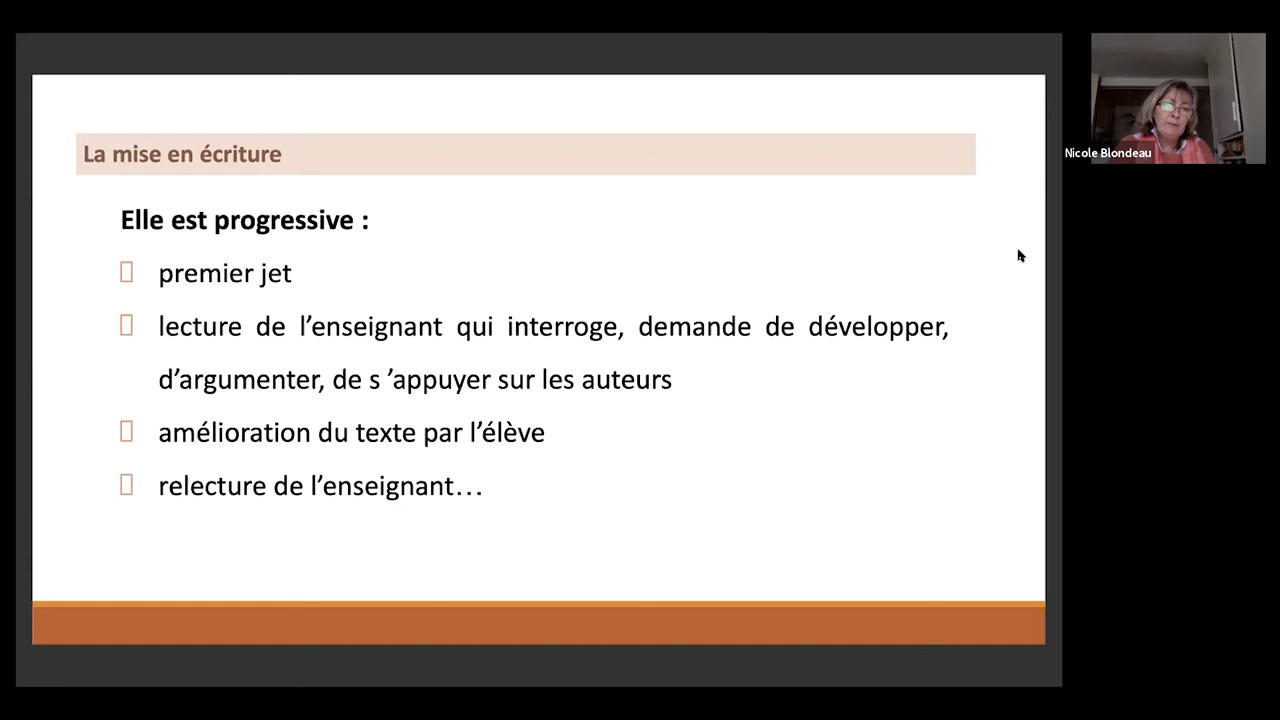 La mise en écriture
Elle est progressive :
premier jet
lecture de l’enseignant qui interroge, demande de développer,
d’argumenter, de s ’appuyer sur les auteurs
amélioration du texte par l’élève
relecture de l’enseignant…
Nicole Blondeau